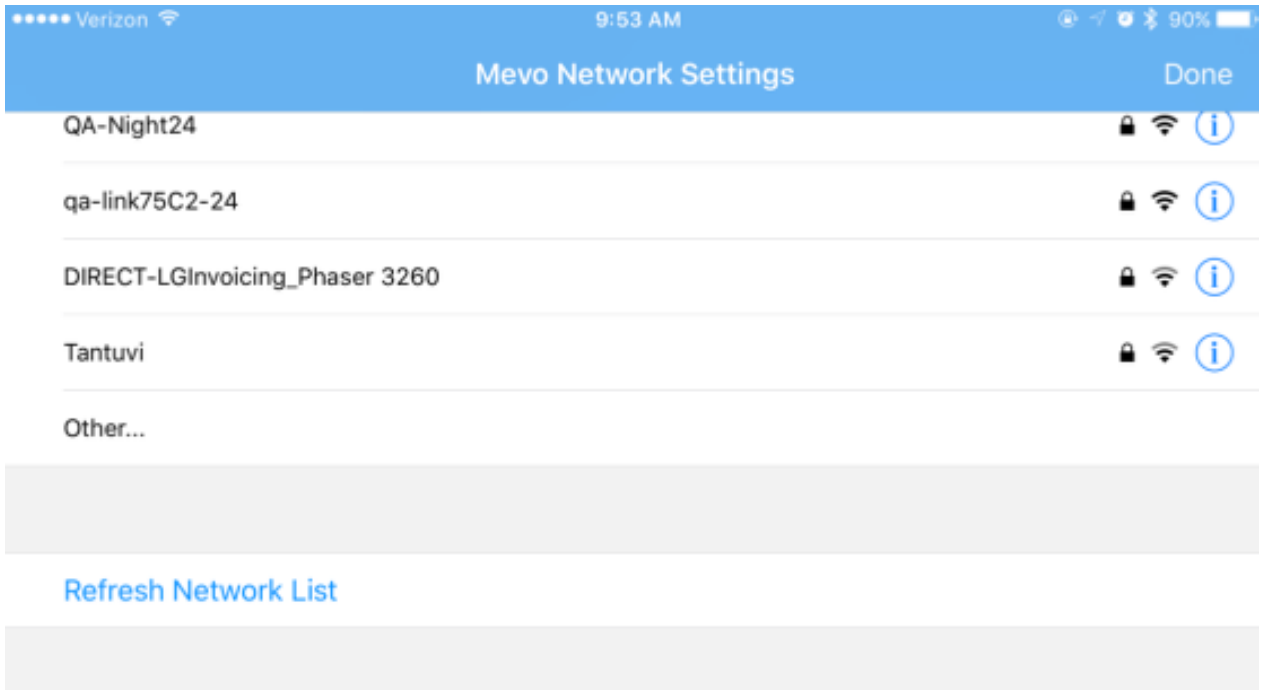 Verizon 9:53 AM 90%
Mevo Network Settings Done
QA-Night24
qa-link75C2-24
DIRECT-LGInvoicing_Phaser 3260
Tantuvi
Other...
Refresh Network List